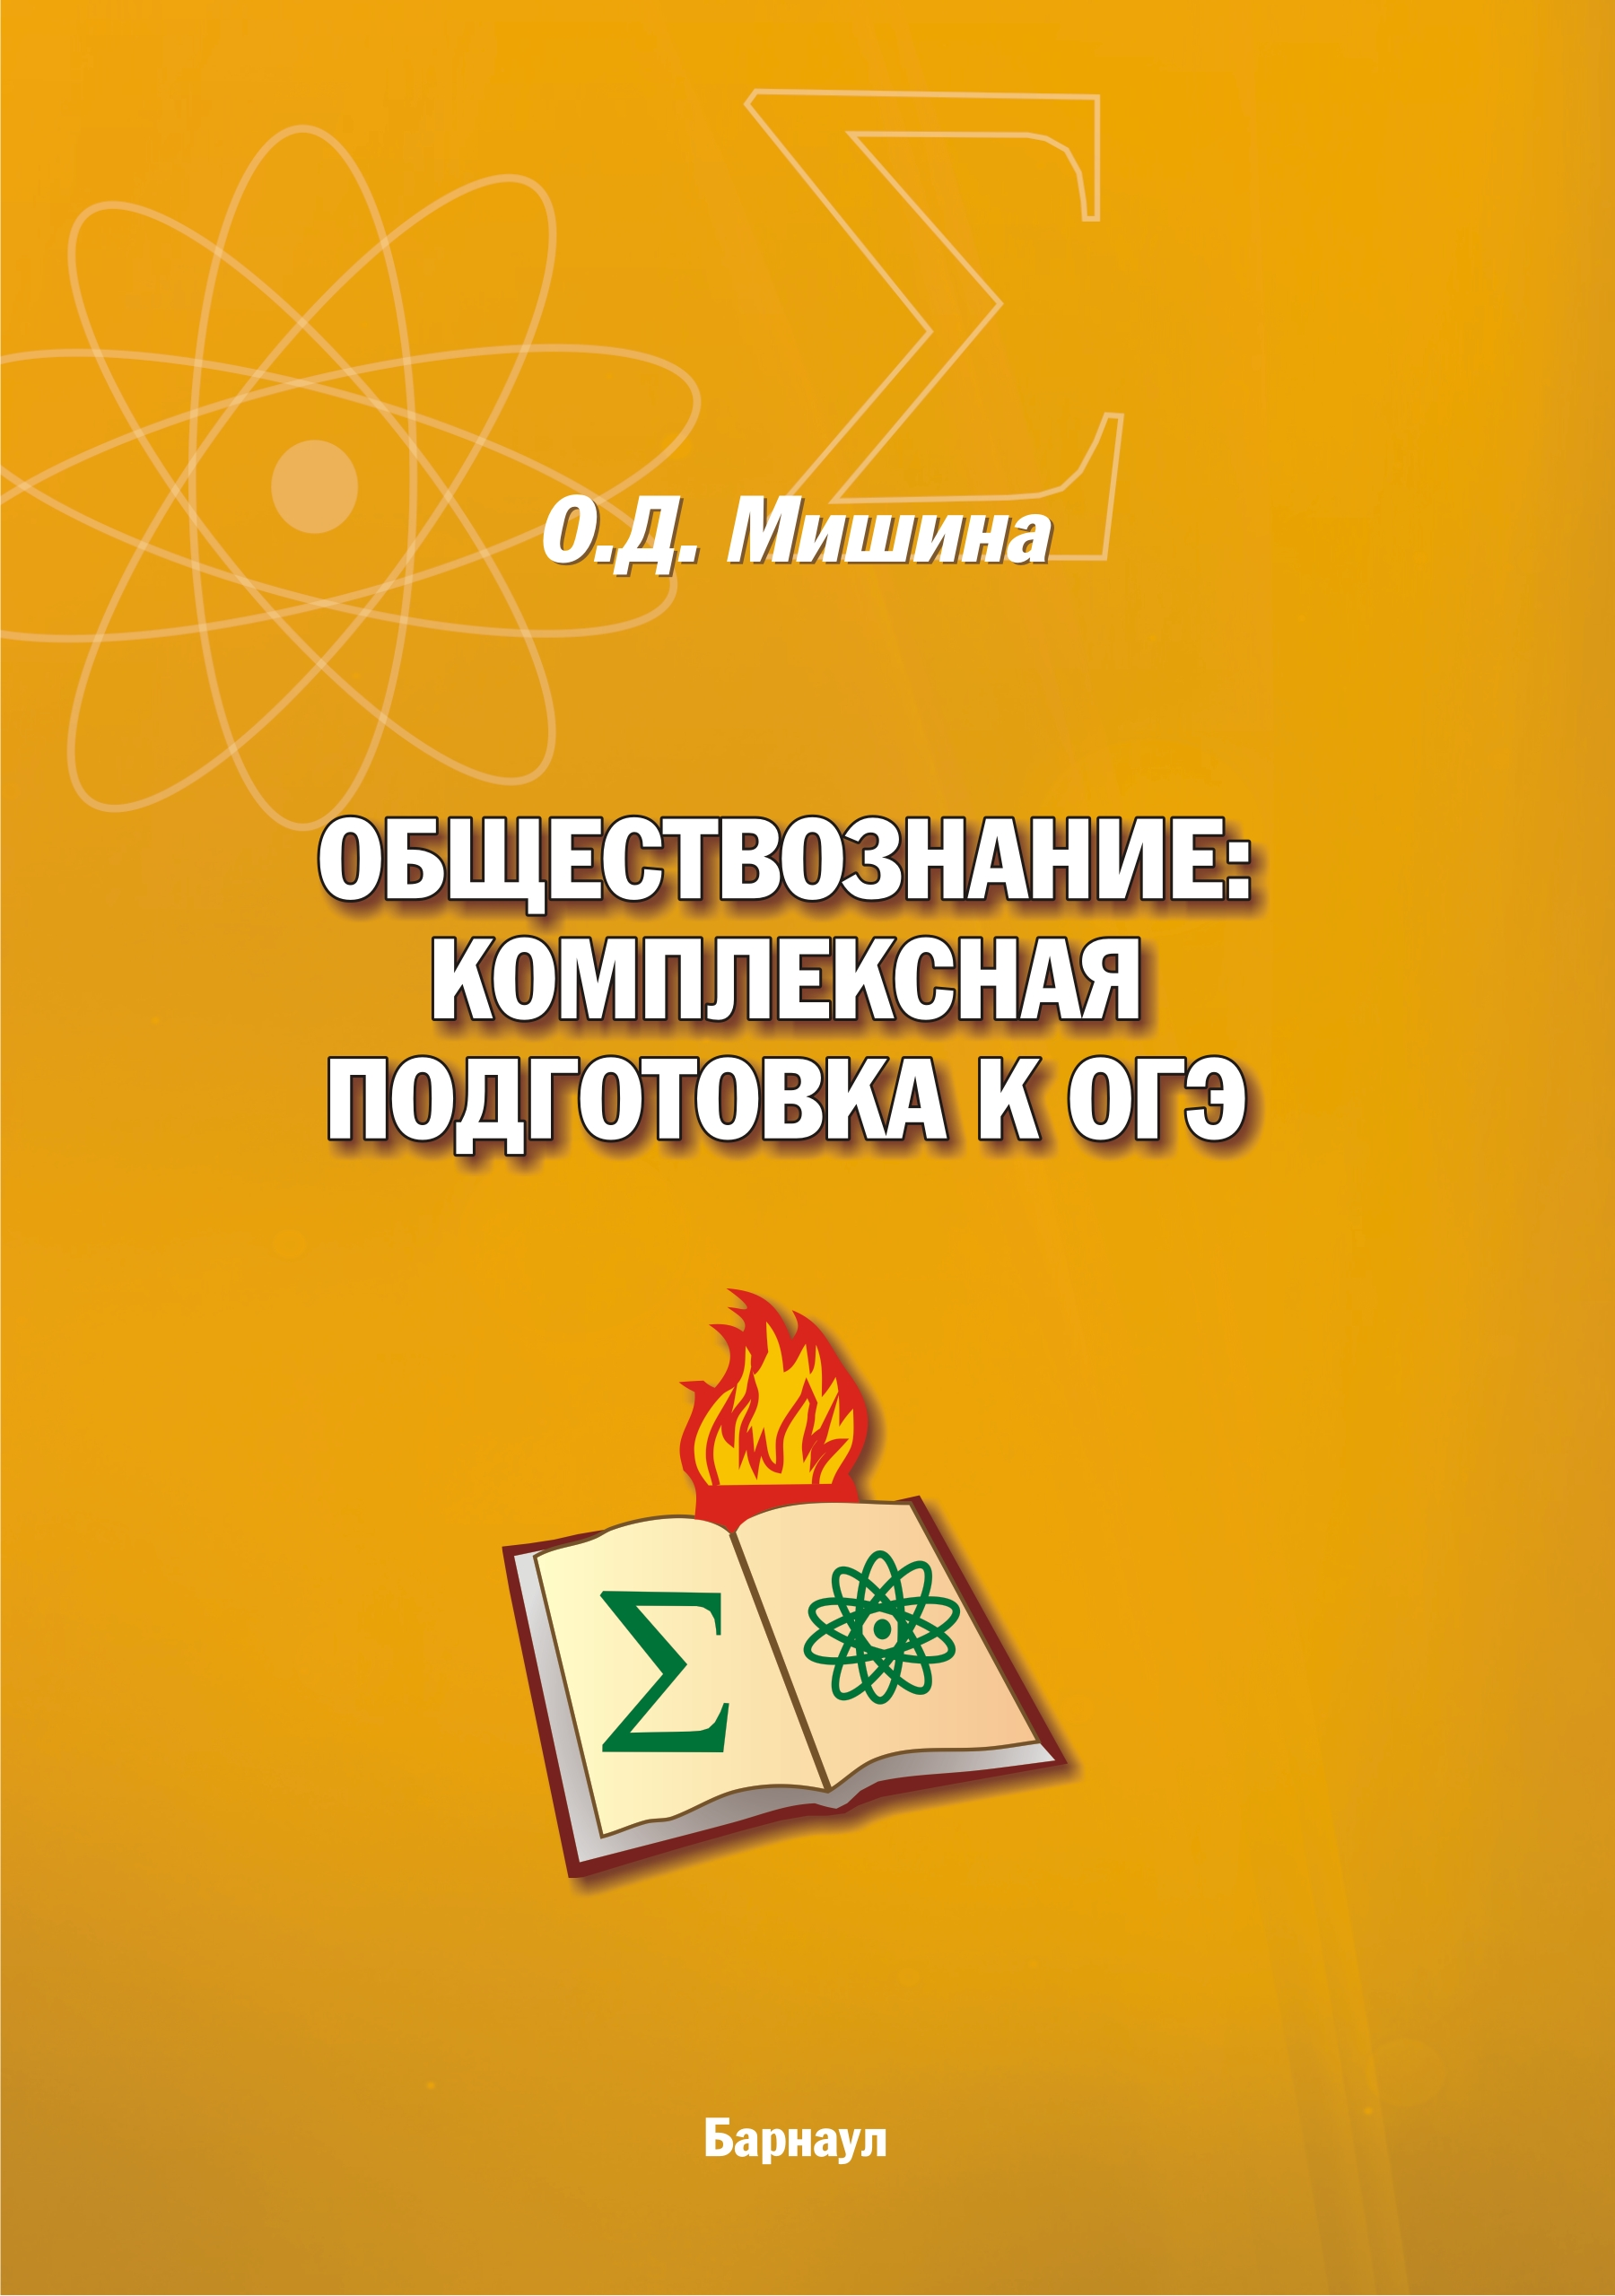 О.Д. Мишина
ОБЩЕСТВОЗНАНИЕ:
КОМПЛЕКСНАЯ
ПОДГОТОВКА К ОГЭ
Σ
Барнаул